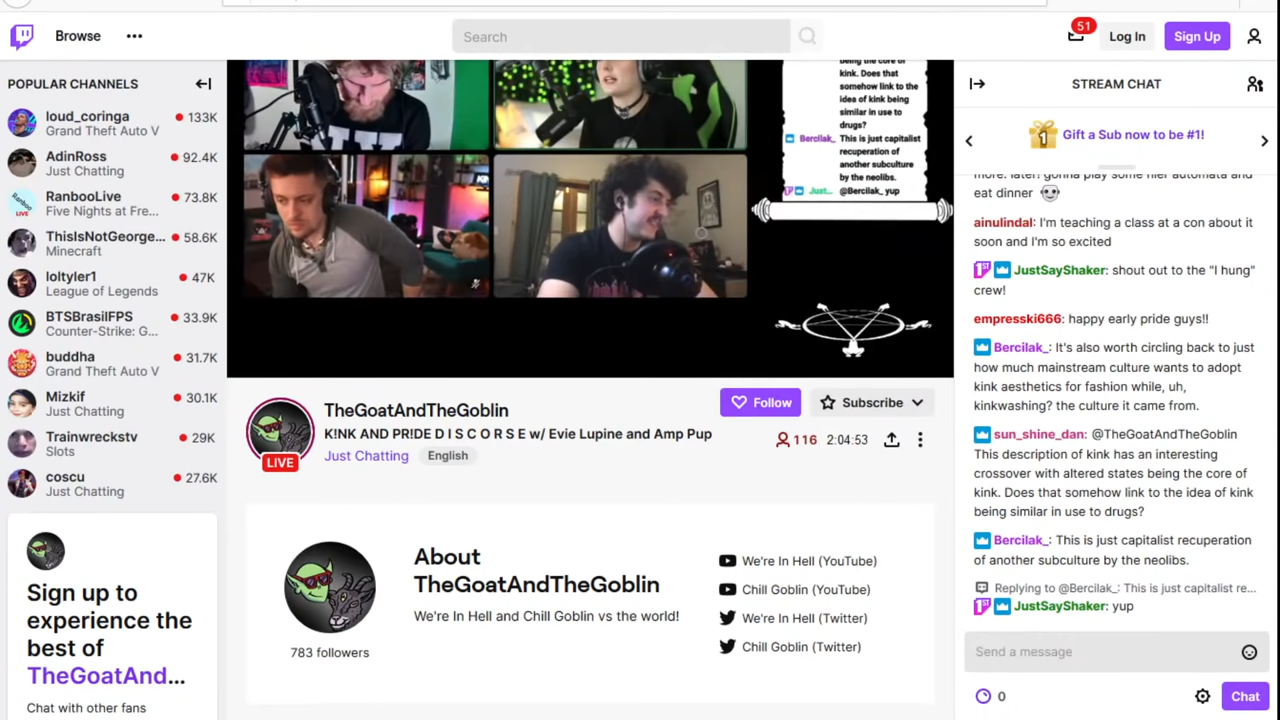 Browse
Search
51
Log In
Sign Up
POPULAR CHANNELS
loud_coringa
133K
Grand Theft Auto V
AdinRoss
92.4K
Just Chatting
RanbooLive
73.8K
Five Nights at Fre...
ThisIsNotGeorge...
58.6K
Minecraft
loltyler1
47K
League of Legends
BTSBrasilFPS
33.9K
Counter-Strike: G...
buddha
31.7K
Grand Theft Auto V
Mizkif
30.1K
Just Chatting
Trainwreckstv
29K
Slots
coscu
27.6K
Just Chatting
Sign up to
experience the
best of
TheGoatAnd...
Chat with other fans
being the core of
kink. Does that
somehow link to the
idea of kink being
similar in use to
drugs?
Bercilak_: This is just capitalist
recuperation of
another subculture
by the neolibs.
Just... @Bercilak_ yup
LIVE
TheGoatAndTheGoblin
K!NK AND PR!DE D I S C O R S E w/ Evie Lupine and Amp Pup
Just Chatting
English
Follow
Subscribe
116
2:04:53
783 followers
About
TheGoatAndTheGoblin
We're In Hell and Chill Goblin vs the world!
We're In Hell (YouTube)
Chill Goblin (YouTube)
We're In Hell (Twitter)
Chill Goblin (Twitter)
STREAM CHAT
1
Gift a Sub now to be #1!
more. later! gonna play some nier automata and
eat dinner
ainulindal: I'm teaching a class at a con about it
soon and I'm so excited
1ST JustSayShaker: shout out to the "I hung"
crew!
empresski666: happy early pride guys!!
Bercilak_: It's also worth circling back to just
how much mainstream culture wants to adopt
kink aesthetics for fashion while, uh,
kinkwashing? the culture it came from.
sun_shine_dan: @TheGoatAndTheGoblin
This description of kink has an interesting
crossover with altered states being the core of
kink. Does that somehow link to the idea of kink
being similar in use to drugs?
Bercilak_: This is just capitalist recuperation
of another subculture by the neolibs.
Replying to @Bercilak_: This is just capitalist re...
1ST JustSayShaker: yup
Send a message
0
Chat